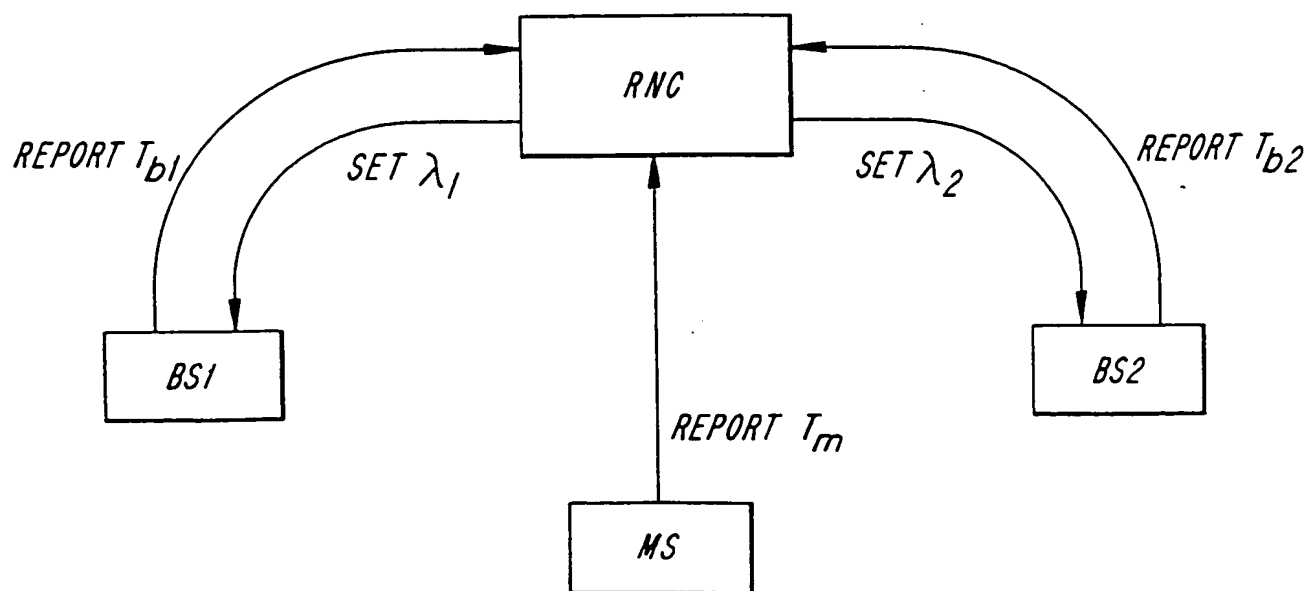 RNC
REPORT T_b1
SET λ_1
SET λ_2
REPORT T_b2
BS1
BS2
REPORT T_m
MS